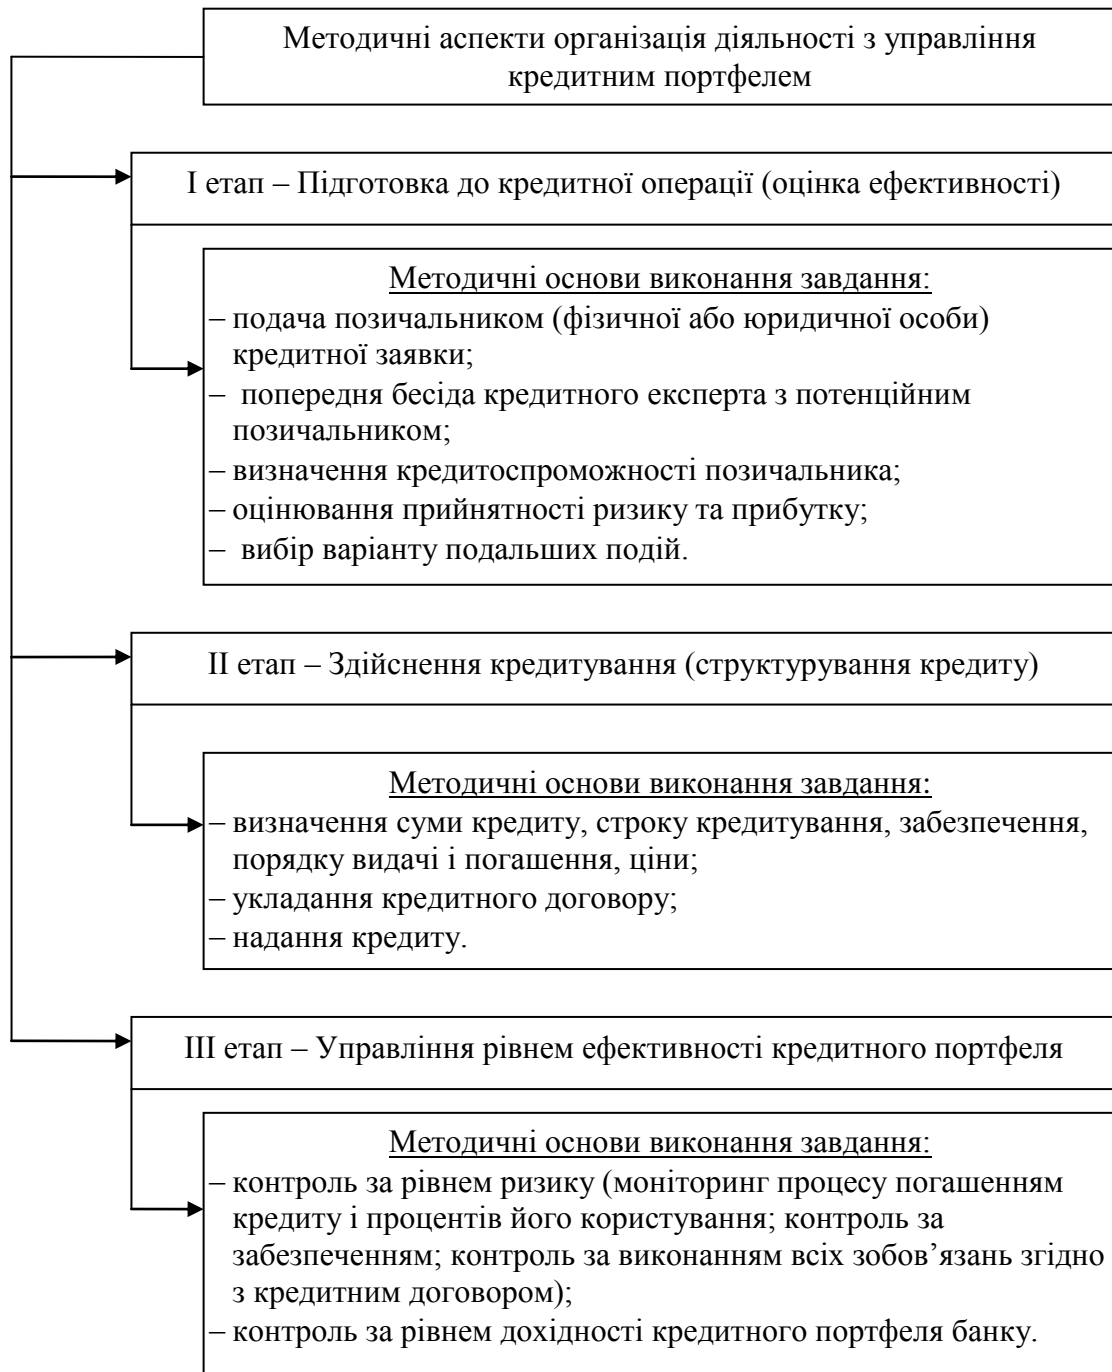 Методичні аспекти організація діяльності з управління
кредитним портфелем
І етап – Підготовка до кредитної операції (оцінка ефективності)
Методичні основи виконання завдання:
– подача позичальником (фізичної або юридичної особи)
кредитної заявки;
– попередня бесіда кредитного експерта з потенційним
позичальником;
– визначення кредитоспроможності позичальника;
– оцінювання прийнятності ризику та прибутку;
– вибір варіанту подальших подій.
ІІ етап – Здійснення кредитування (структурування кредиту)
Методичні основи виконання завдання:
– визначення суми кредиту, строку кредитування, забезпечення,
порядку видачі і погашення, ціни;
– укладання кредитного договору;
– надання кредиту.
ІІІ етап – Управління рівнем ефективності кредитного портфеля
Методичні основи виконання завдання:
– контроль за рівнем ризику (моніторинг процесу погашенням
кредиту і процентів його користування; контроль за
забезпеченням; контроль за виконанням всіх зобов’язань згідно
з кредитним договором);
– контроль за рівнем дохідності кредитного портфеля банку.